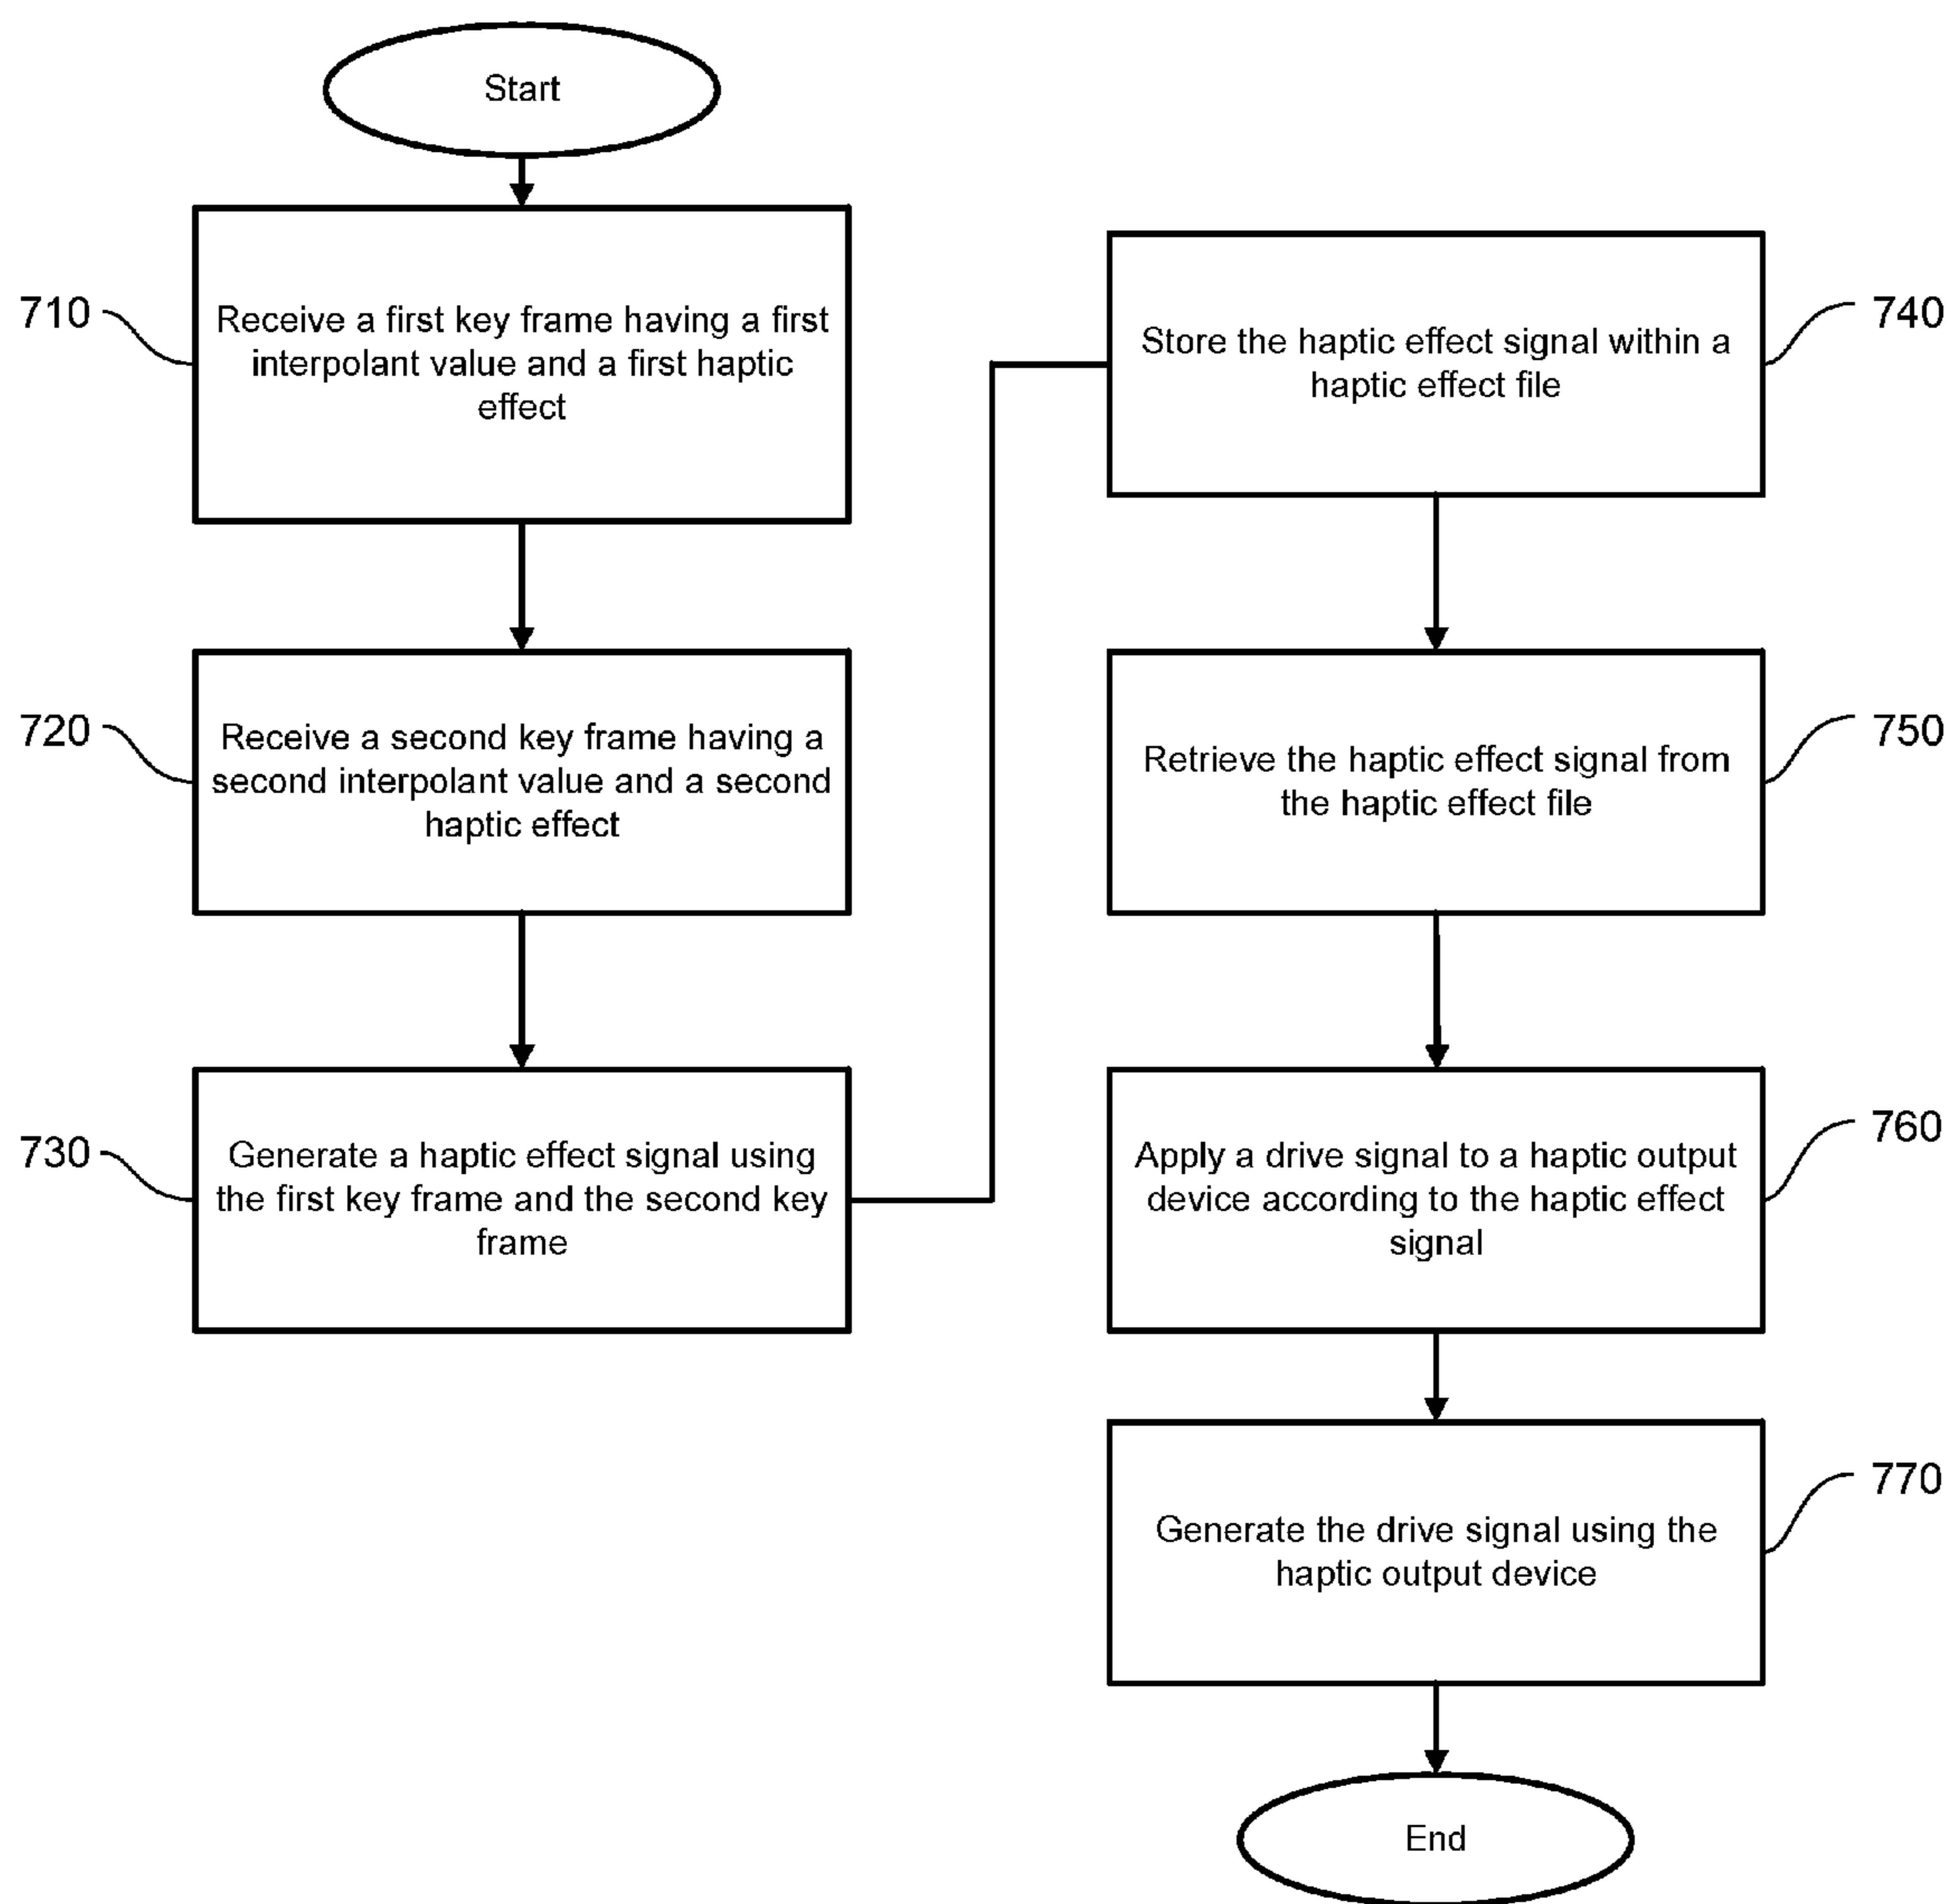 Start
710
Receive a first key frame having a first
interpolant value and a first haptic
effect
720
Receive a second key frame having a
second interpolant value and a second
haptic effect
730
Generate a haptic effect signal using
the first key frame and the second key
frame
740
Store the haptic effect signal within a
haptic effect file
750
Retrieve the haptic effect signal from
the haptic effect file
760
Apply a drive signal to a haptic output
device according to the haptic effect
signal
770
Generate the drive signal using the
haptic output device
End